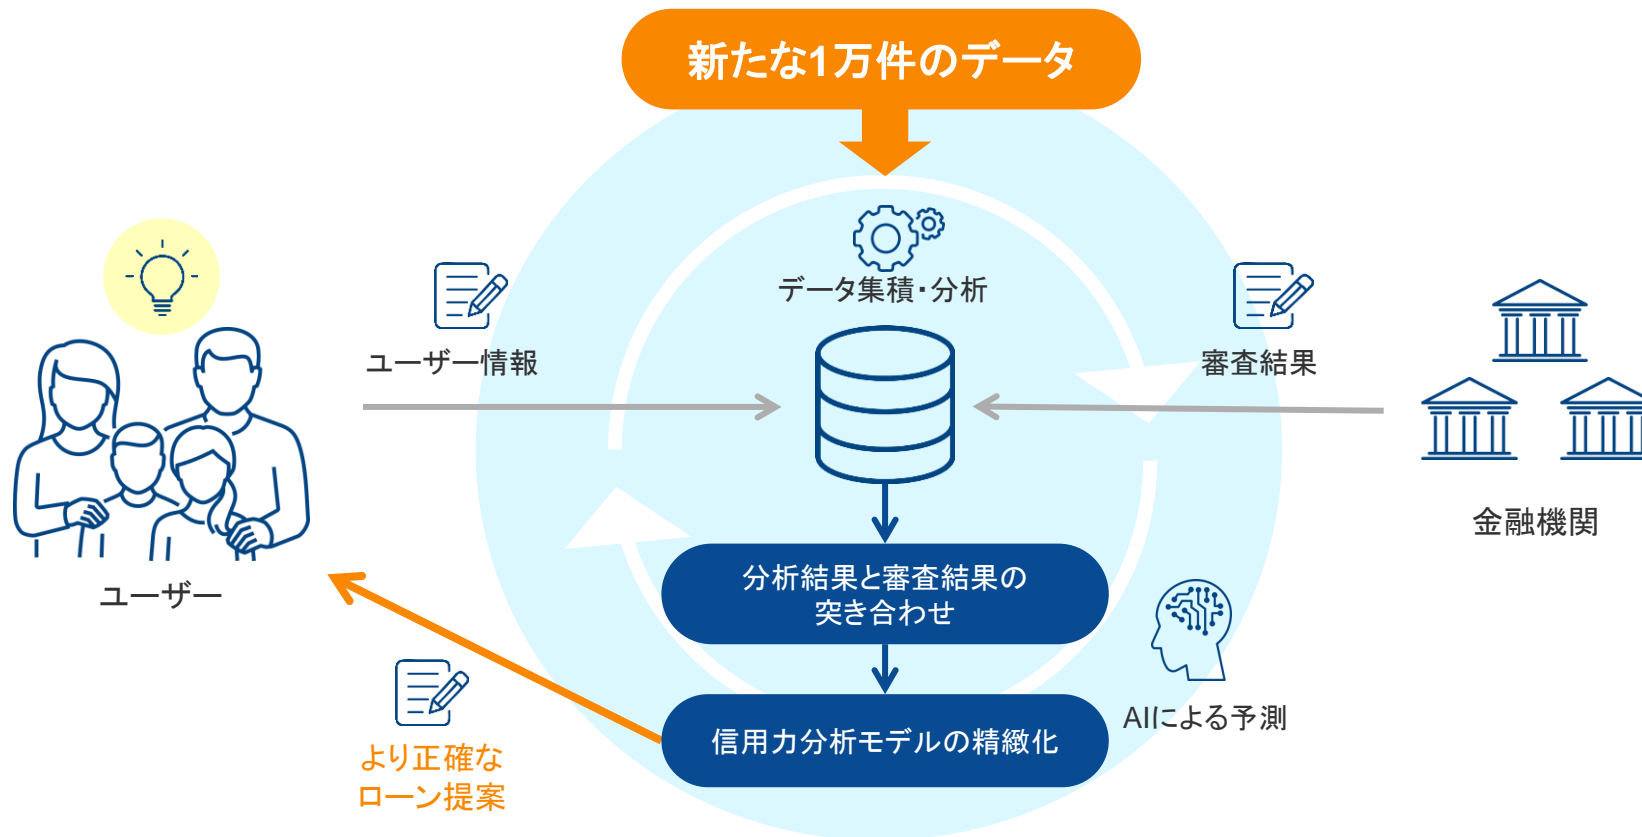 新たな1万件のデータ
データ集積・分析
ユーザー情報
審査結果
金融機関
ユーザー
分析結果と審査結果の
突き合わせ
AIによる予測
信用力分析モデルの精緻化
より正確な
ローン提案